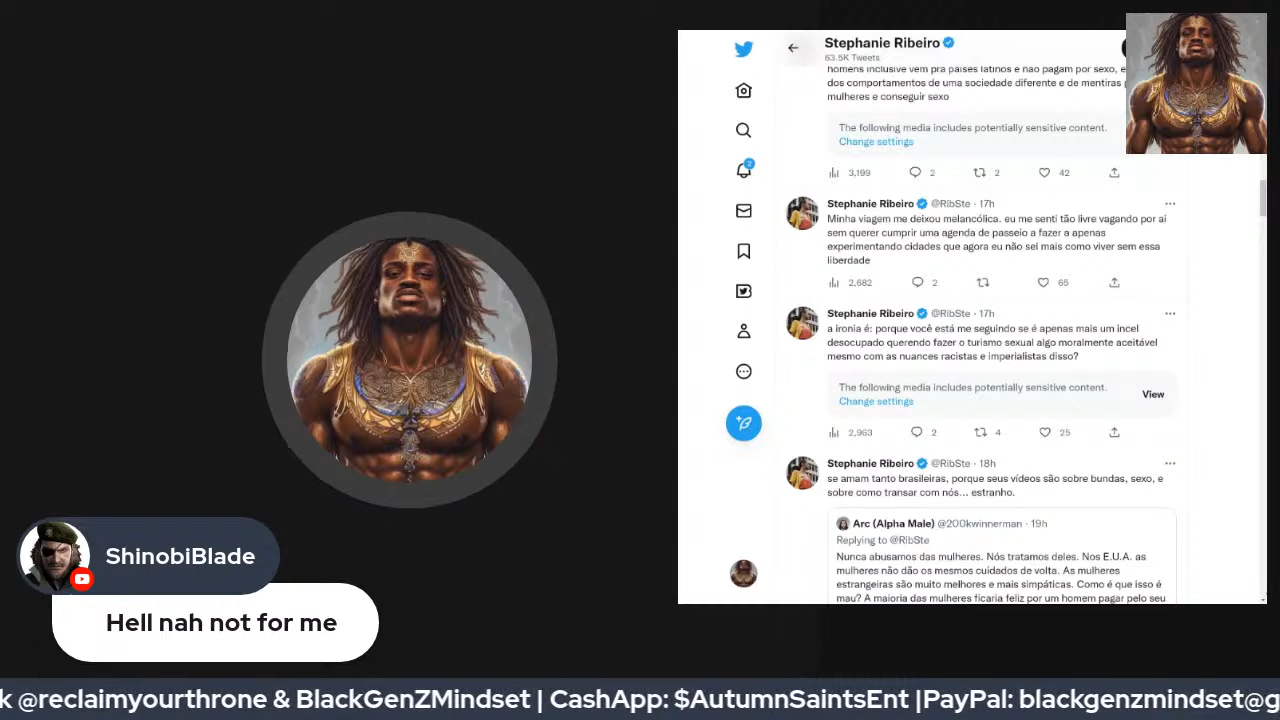 Stephanie Ribeiro
63.5K Tweets
homens inclusive vem pra países latinos e não pagam por sexo, e
dos comportamentos de uma sociedade diferente e de mentiras
mulheres e conseguir sexo
The following media includes potentially sensitive content.
Change settings
3,199 2 2 42
Stephanie Ribeiro @RibSte · 17h
Minha viagem me deixou melancólica. eu me senti tão livre vagando por ai
sem querer cumprir uma agenda de passeio a fazer a apenas
experimentando cidades que agora eu não sei mais como viver sem essa
liberdade
2,682 2 65
Stephanie Ribeiro @RibSte · 17h
a ironia é: porque você está me seguindo se é apenas mais um incel
desocupado querendo fazer o turismo sexual algo moralmente aceitável
mesmo com as nuances racistas e imperialistas disso?
The following media includes potentially sensitive content.
Change settings
View
2,963 2 4 25
Stephanie Ribeiro @RibSte · 18h
se amam tanto brasileiras, porque seus vídeos são sobre bundas, sexo, e
sobre como transar com nós... estranho.
Arc (Alpha Male) @200kwinnerman · 19h
Replying to @RibSte
Nunca abusamos das mulheres. Nós tratamos deles. Nos E.U.A. as
mulheres não dão os mesmos cuidados de volta. As mulheres
estrangeiras são muito melhores e mais simpáticas. Como é que isso é
mau? A maioria das mulheres ficaria feliz por um homem pagar pelo seu
2
ShinobiBlade
Hell nah not for me
k @reclaimyourthrone & BlackGenZMindset | CashApp: $AutumnSaintsEnt |PayPal: blackgenzmindset@g